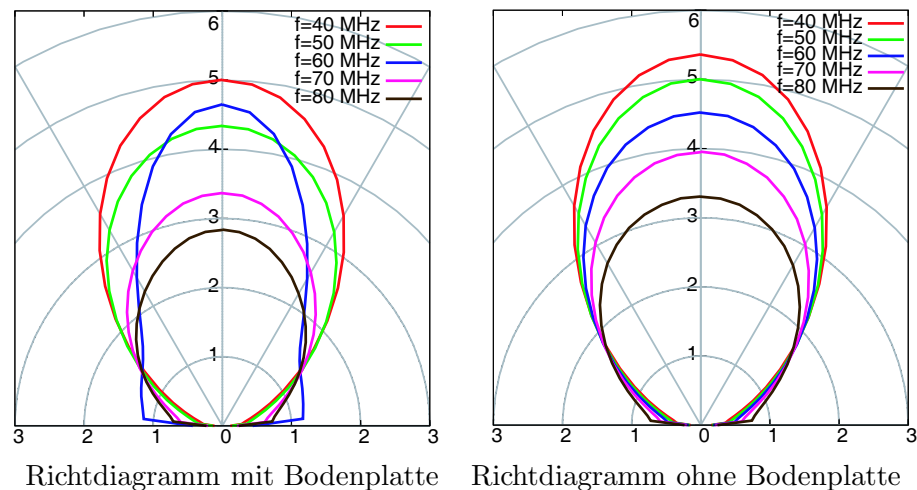 6
5
4
3
2
1
f=40 MHz
f=50 MHz
f=60 MHz
f=70 MHz
f=80 MHz
3 2 1 0 1 2 3
Richtdiagramm mit Bodenplatte
6
5
4
3
2
1
f=40 MHz
f=50 MHz
f=60 MHz
f=70 MHz
f=80 MHz
3 2 1 0 1 2 3
Richtdiagramm ohne Bodenplatte